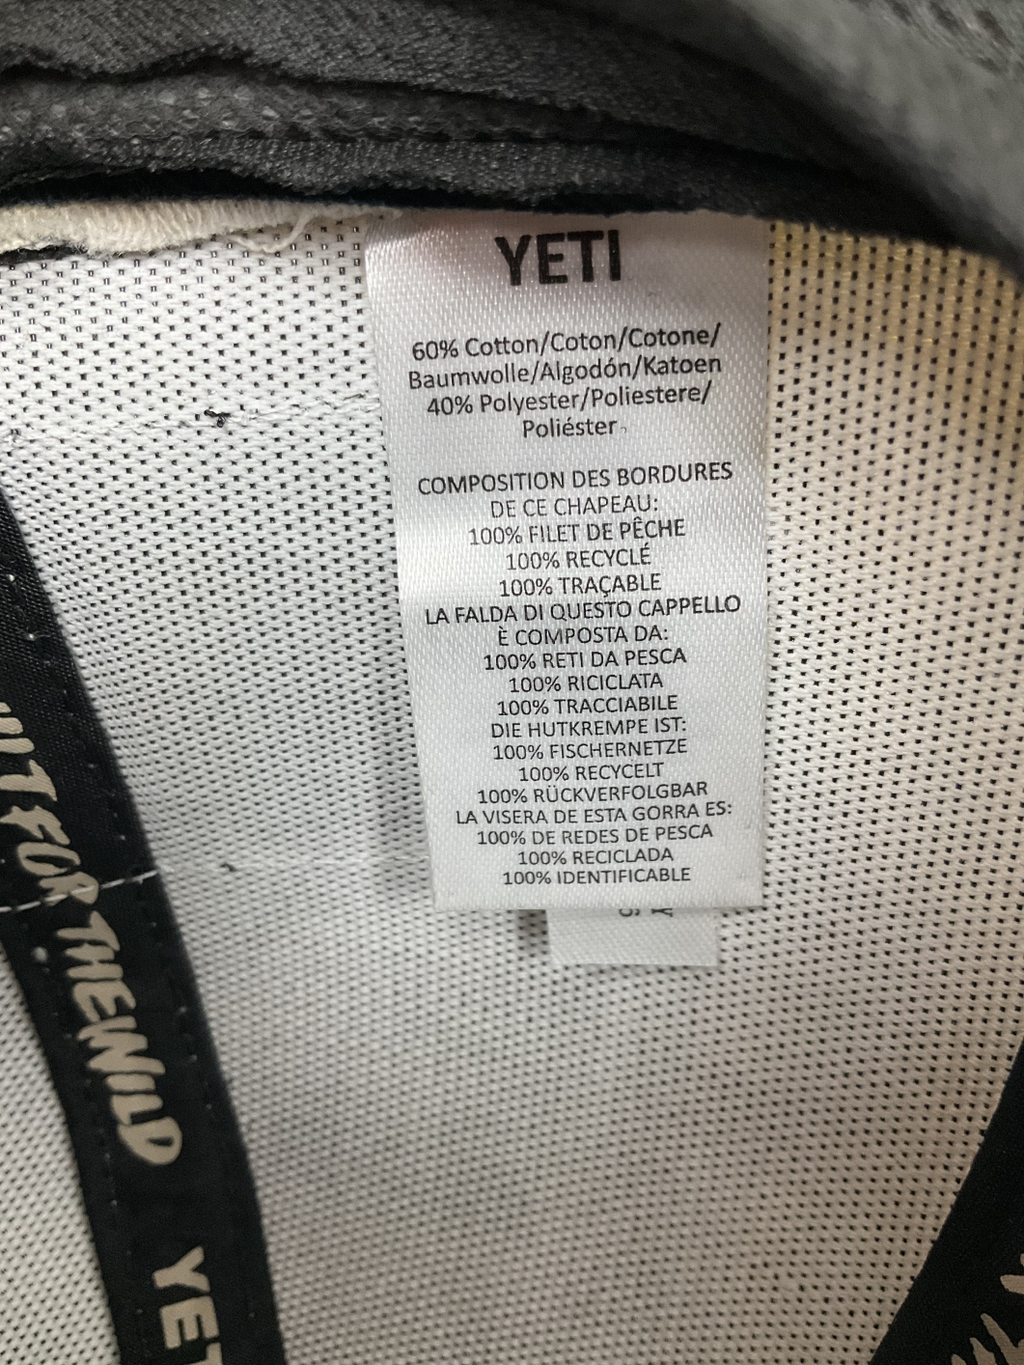 YETI
60% Cotton/Coton/Cotone/
Baumwolle/Algodón/Katoen
40% Polyester/Poliestere/
Poliéster
COMPOSITION DES BORDURES
DE CE CHAPEAU:
100% FILET DE PÊCHE
100% RECYCLÉ
100% TRAÇABLE
LA FALDA DI QUESTO CAPPELLO
È COMPOSTA DA:
100% RETI DA PESCA
100% RICICLATA
100% TRACCIABILE
DIE HUTKREMPE IST:
100% FISCHERNETZE
100% RECYCELT
100% RÜCKVERFOLGBAR
LA VISERA DE ESTA GORRA ES:
100% DE REDES DE PESCA
100% RECICLADA
100% IDENTIFICABLE
FOR THE WILD
YET